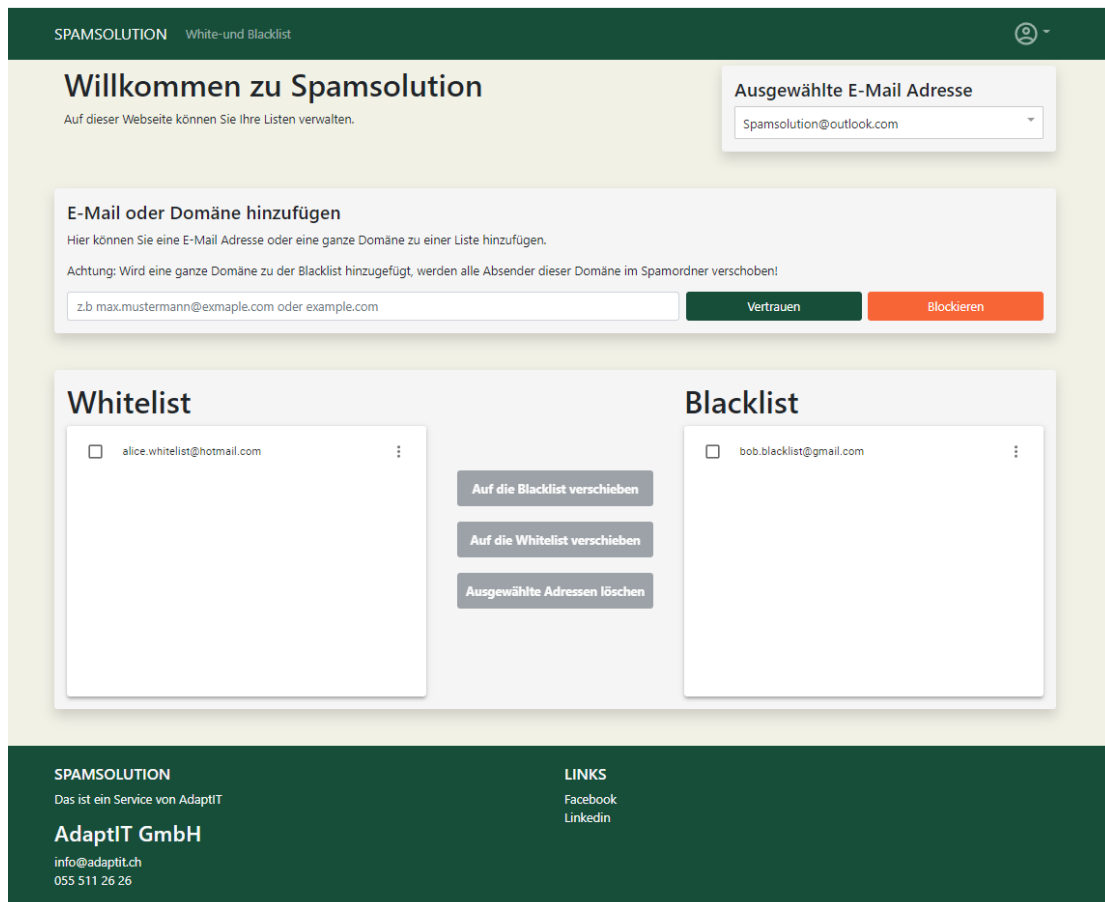 SPAMSOLUTION White-und Blacklist
Willkommen zu Spamsolution
Auf dieser Webseite können Sie Ihre Listen verwalten.
Ausgewählte E-Mail Adresse
Spamsolution@outlook.com
E-Mail oder Domäne hinzufügen
Hier können Sie eine E-Mail Adresse oder eine ganze Domäne zu einer Liste hinzufügen.
Achtung: Wird eine ganze Domäne zu der Blacklist hinzugefügt, werden alle Absender dieser Domäne im Spamordner verschoben!
z.b max.mustermann@exmaple.com oder example.com
Vertrauen
Blockieren
Whitelist
alice.whitelist@hotmail.com
Auf die Blacklist verschieben
Auf die Whitelist verschieben
Ausgewählte Adressen löschen
Blacklist
bob.blacklist@gmail.com
SPAMSOLUTION
Das ist ein Service von AdaptIT
AdaptIT GmbH
info@adaptit.ch
055 511 26 26
LINKS
Facebook
Linkedin